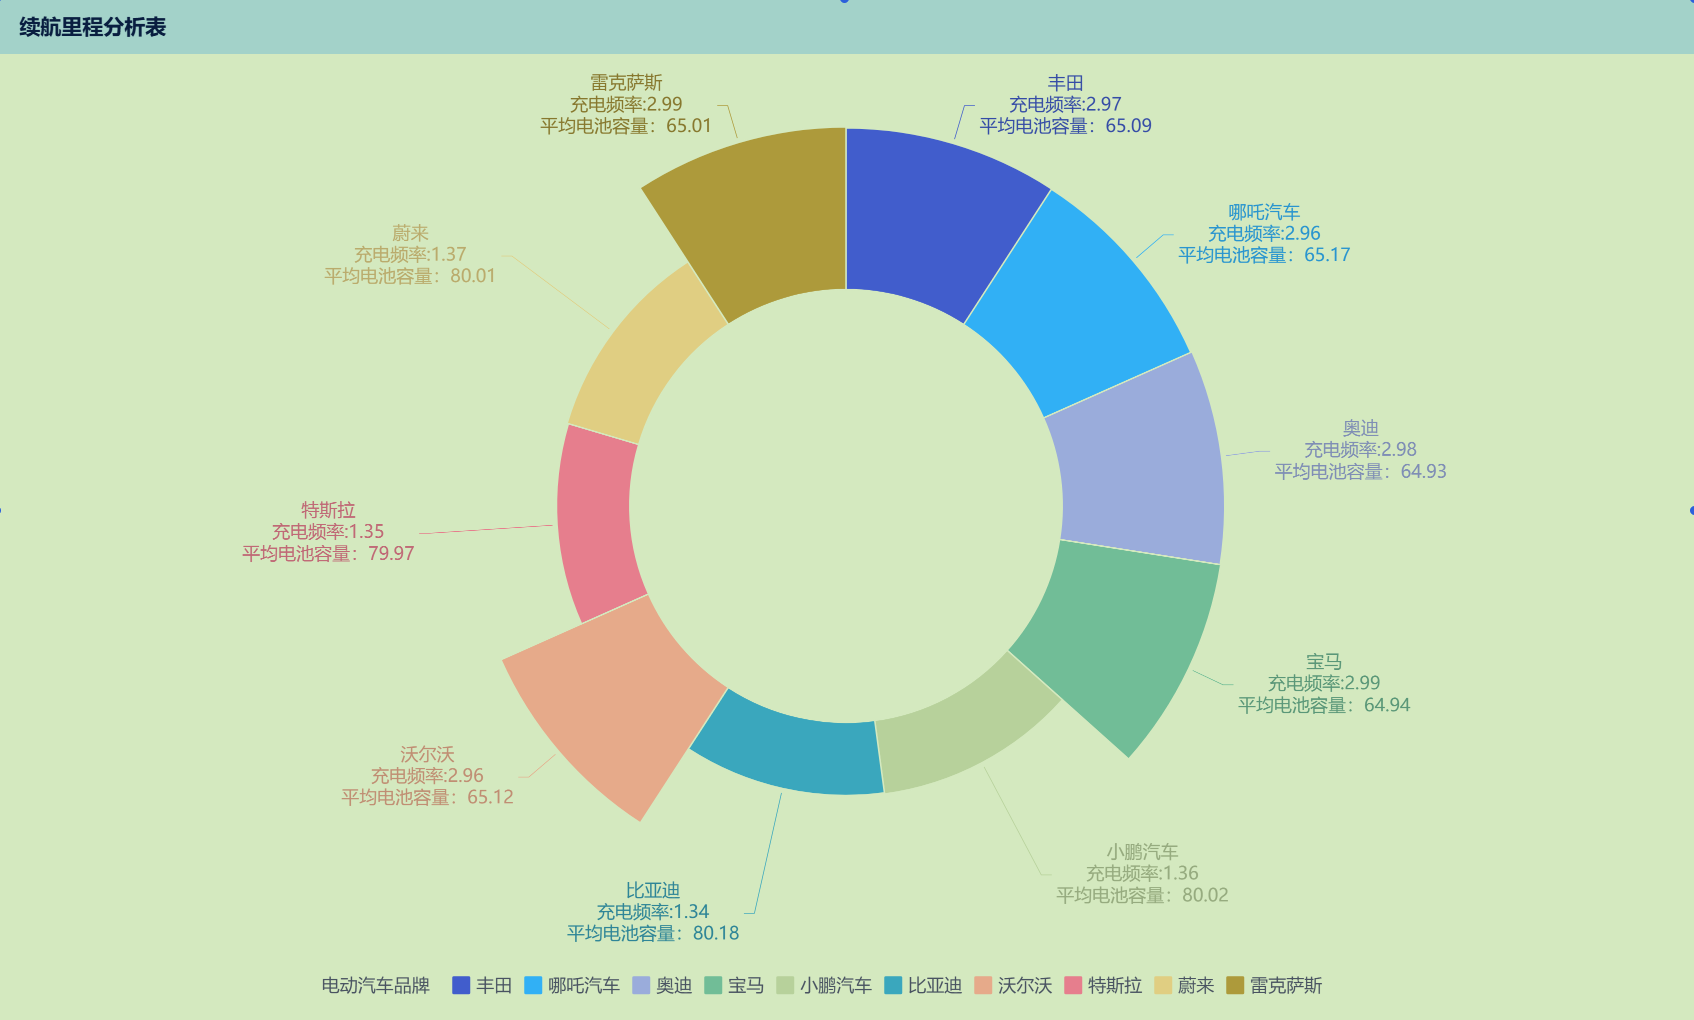 续航里程分析表
雷克萨斯
充电频率:2.99
平均电池容量：65.01
丰田
充电频率:2.97
平均电池容量：65.09
哪吒汽车
充电频率:2.96
平均电池容量：65.17
蔚来
充电频率:1.37
平均电池容量：80.01
奥迪
充电频率:2.98
平均电池容量：64.93
特斯拉
充电频率:1.35
平均电池容量：79.97
宝马
充电频率:2.99
平均电池容量：64.94
沃尔沃
充电频率:2.96
平均电池容量：65.12
小鹏汽车
充电频率:1.36
平均电池容量：80.02
比亚迪
充电频率:1.34
平均电池容量：80.18
电动汽车品牌 丰田 哪吒汽车 奥迪 宝马 小鹏汽车 比亚迪 沃尔沃 特斯拉 蔚来 雷克萨斯